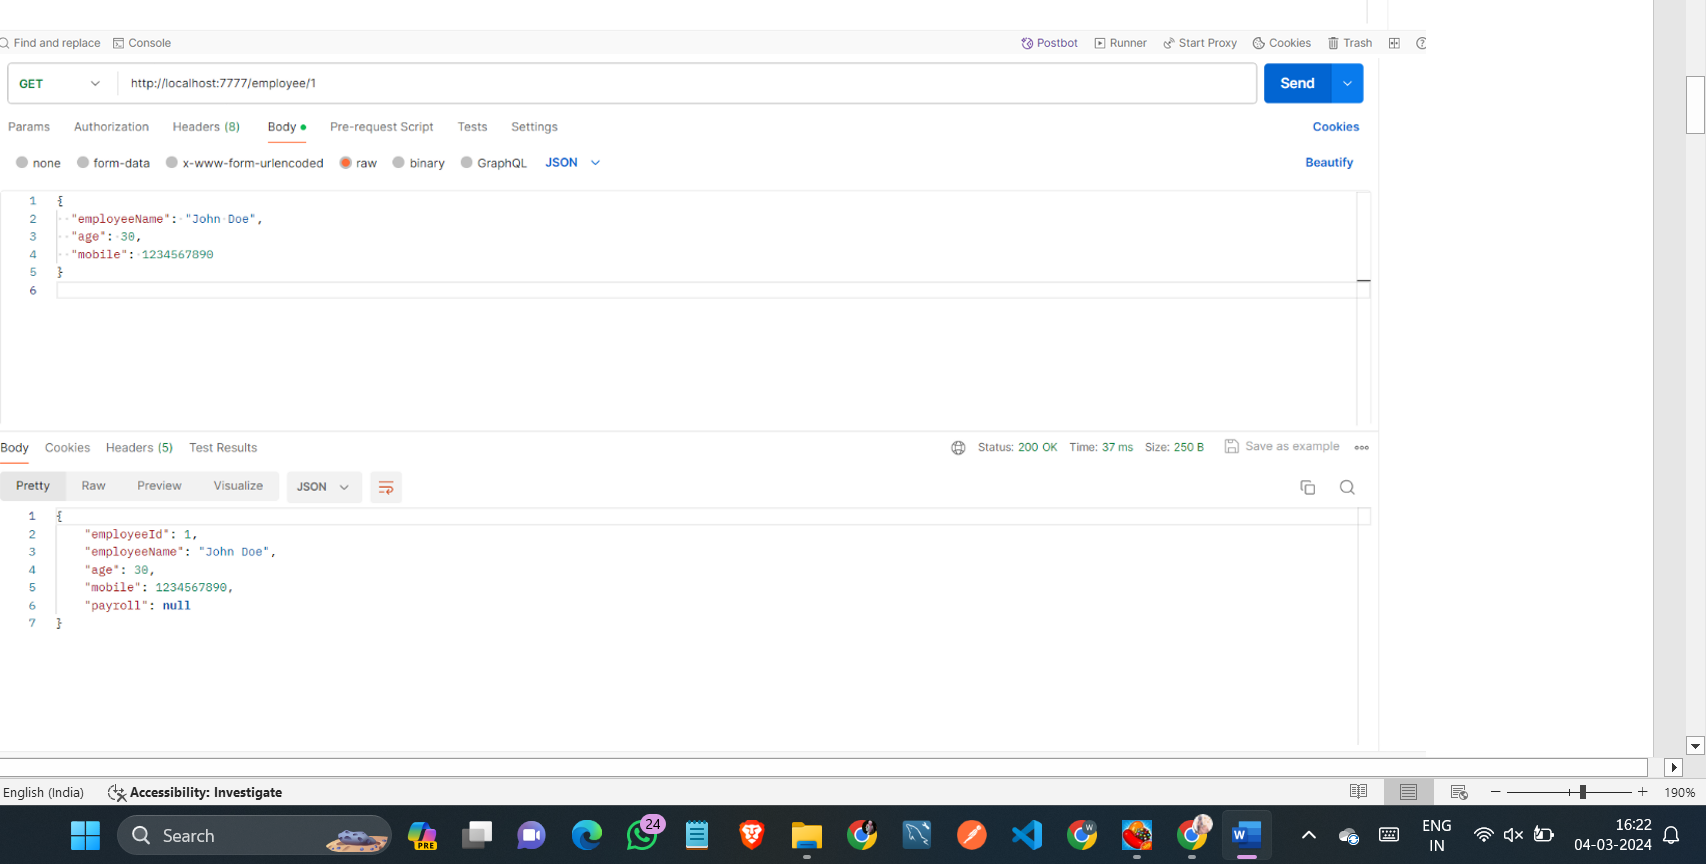 Find and replace Console Postbot Runner Start Proxy Cookies Trash
GET http://localhost:7777/employee/1 Send
Params Authorization Headers (8) Body Pre-request Script Tests Settings Cookies
none form-data x-www-form-urlencoded raw binary GraphQL JSON Beautify
1 {
2 "employeeName": "John Doe",
3 "age": 30,
4 "mobile": 1234567890
5 }
6
Body Cookies Headers (5) Test Results Status: 200 OK Time: 37 ms Size: 250 B Save as example
Pretty Raw Preview Visualize JSON
1 {
2 "employeeId": 1,
3 "employeeName": "John Doe",
4 "age": 30,
5 "mobile": 1234567890,
6 "payroll": null
7 }
English (India) Accessibility: Investigate 190%
Search PRE 24 W W ENG 16:22
IN 04-03-2024